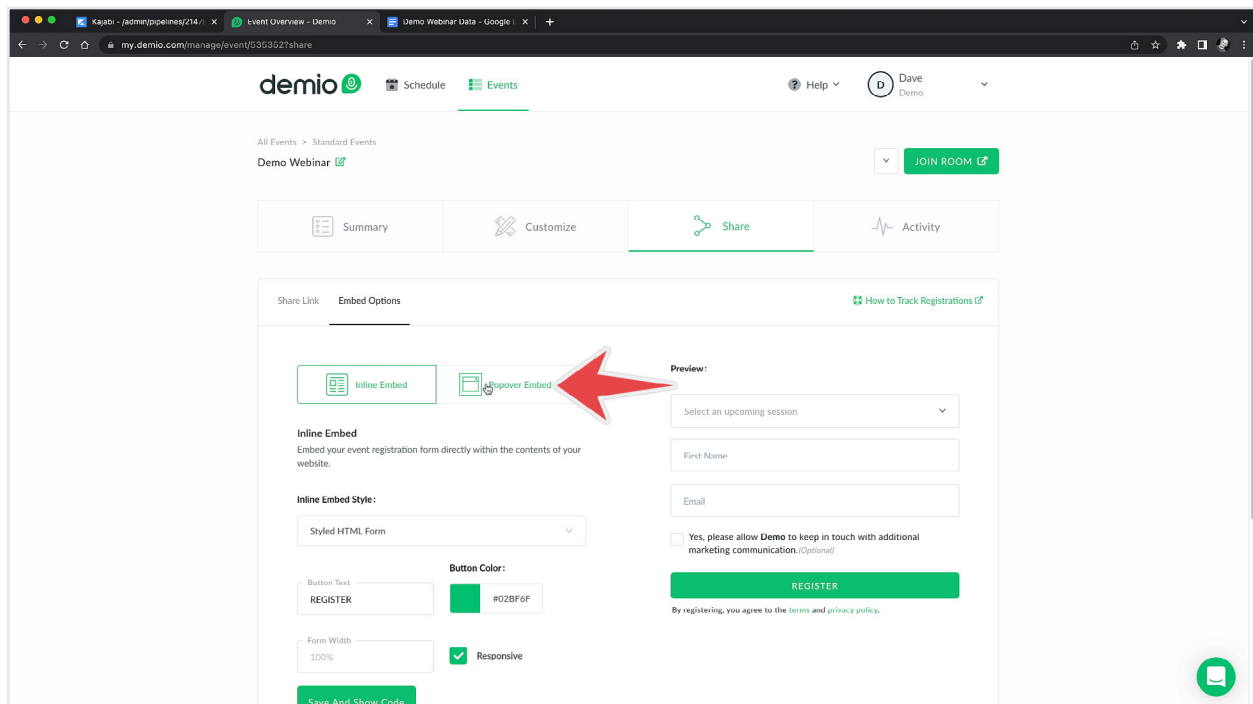 Kajabi - /admin/pipelines/214
Event Overview - Demio
Demo Webinar Data - Google
my.demio.com/manage/event/535352?share
demio
Schedule
Events
Help
D
Dave
Demo
All Events > Standard Events
Demo Webinar
JOIN ROOM
Summary
Customize
Share
Activity
Share Link
Embed Options
How to Track Registrations
Inline Embed
Popover Embed
Inline Embed
Embed your event registration form directly within the contents of your
website.
Inline Embed Style:
Styled HTML Form
Button Text
REGISTER
Button Color:
#02BF6F
Form Width
100%
Responsive
Save And Show Code
Preview:
Select an upcoming session
First Name
Email
Yes, please allow Demo to keep in touch with additional
marketing communication. (Optional)
REGISTER
By registering, you agree to the terms and privacy policy.